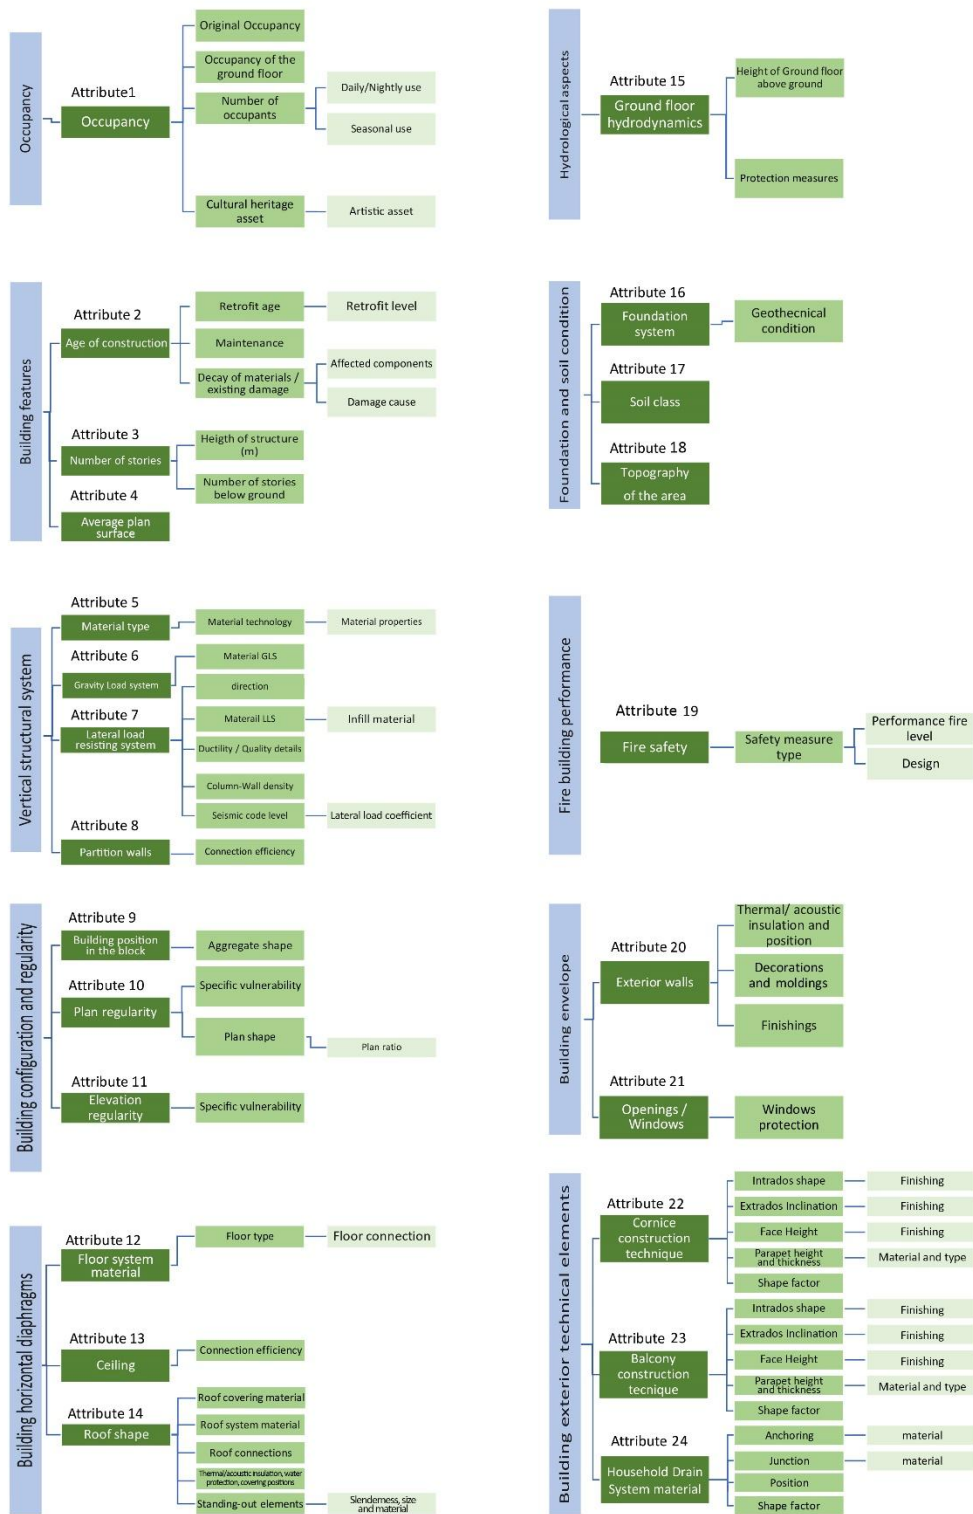 Occupancy
Attribute1
Occupancy
Original Occupancy
Occupancy of the
ground floor
Number of
occupants
Daily/Nightly use
Seasonal use
Cultural heritage
asset
Artistic asset
Building features
Attribute 2
Age of construction
Retrofit age
Retrofit level
Maintenance
Decay of materials /
existing damage
Affected components
Damage cause
Attribute 3
Number of stories
Heigth of structure
(m)
Number of stories
below ground
Attribute 4
Average plan
surface
Vertical structural system
Attribute 5
Material type
Material technology
Material properties
Attribute 6
Gravity Load system
Material GLS
Attribute 7
Lateral load
resisting system
direction
Materail LLS
Infill material
Ductility / Quality details
Column-Wall density
Seismic code level
Lateral load coefficient
Attribute 8
Partition walls
Connection efficiency
Building configuration and regularity
Attribute 9
Building position
in the block
Aggregate shape
Attribute 10
Plan regularity
Specific vulnerability
Plan shape
Plan ratio
Attribute 11
Elevation
regularity
Specific vulnerability
Building horizontal diaphragms
Attribute 12
Floor system
material
Floor type
Floor connection
Attribute 13
Ceiling
Connection efficiency
Attribute 14
Roof shape
Roof covering material
Roof system material
Roof connections
Thermal/acoustic insulation, water
protection, covering positions
Standing-out elements
Slenderness, size
and material
Hydrological aspects
Attribute 15
Ground floor
hydrodynamics
Height of Ground floor
above ground
Protection measures
Foundation and soil condition
Attribute 16
Foundation
system
Geothecnical
condition
Attribute 17
Soil class
Attribute 18
Topography
of the area
Fire building performance
Attribute 19
Fire safety
Safety measure
type
Performance fire
level
Design
Building envelope
Attribute 20
Exterior walls
Thermal/ acoustic
insulation and
position
Decorations
and moldings
Finishings
Attribute 21
Openings /
Windows
Windows
protection
Building exterior technical elements
Attribute 22
Cornice
construction
technique
Intrados shape
Finishing
Extrados Inclination
Finishing
Face Height
Finishing
Parapet height
and thickness
Material and type
Shape factor
Attribute 23
Balcony
construction
tecnique
Intrados shape
Finishing
Extrados Inclination
Finishing
Face Height
Finishing
Parapet height
and thickness
Material and type
Shape factor
Attribute 24
Household Drain
System material
Anchoring
material
Junction
material
Position
Shape factor